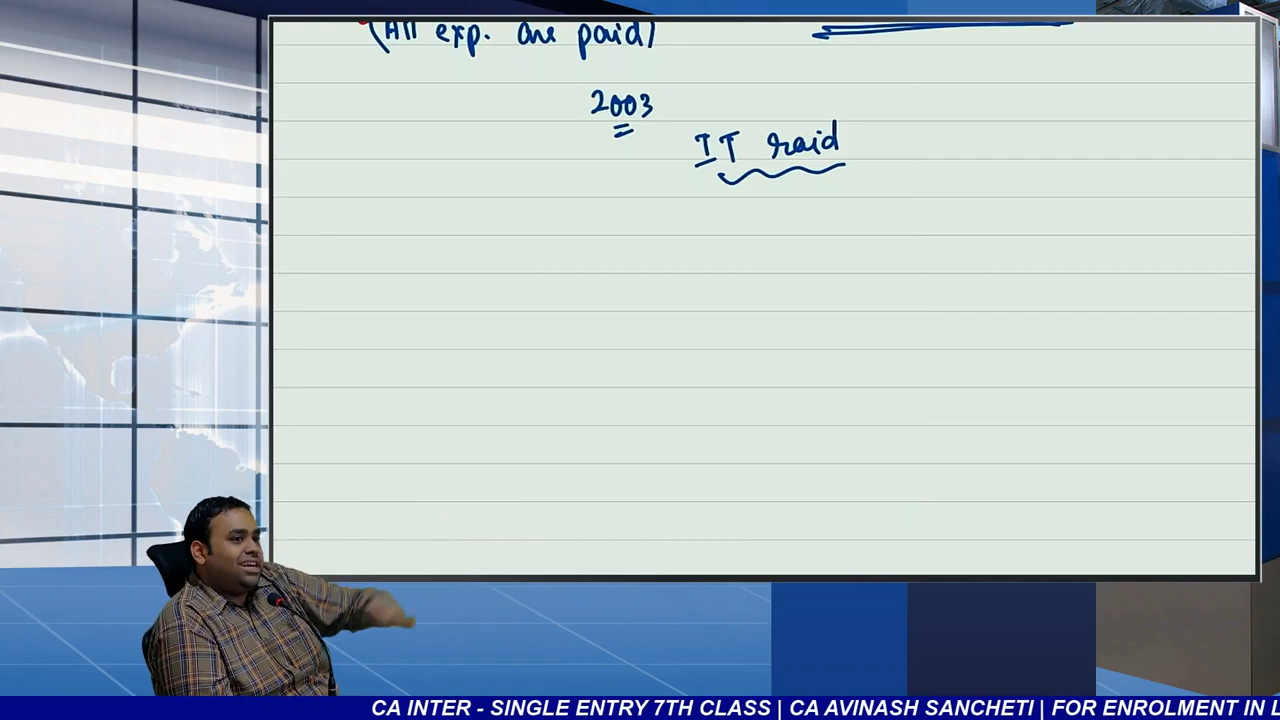 (All exp. are paid)
2003
IT raid
CA INTER - SINGLE ENTRY 7TH CLASS | CA AVINASH SANCHETI | FOR ENROLMENT IN